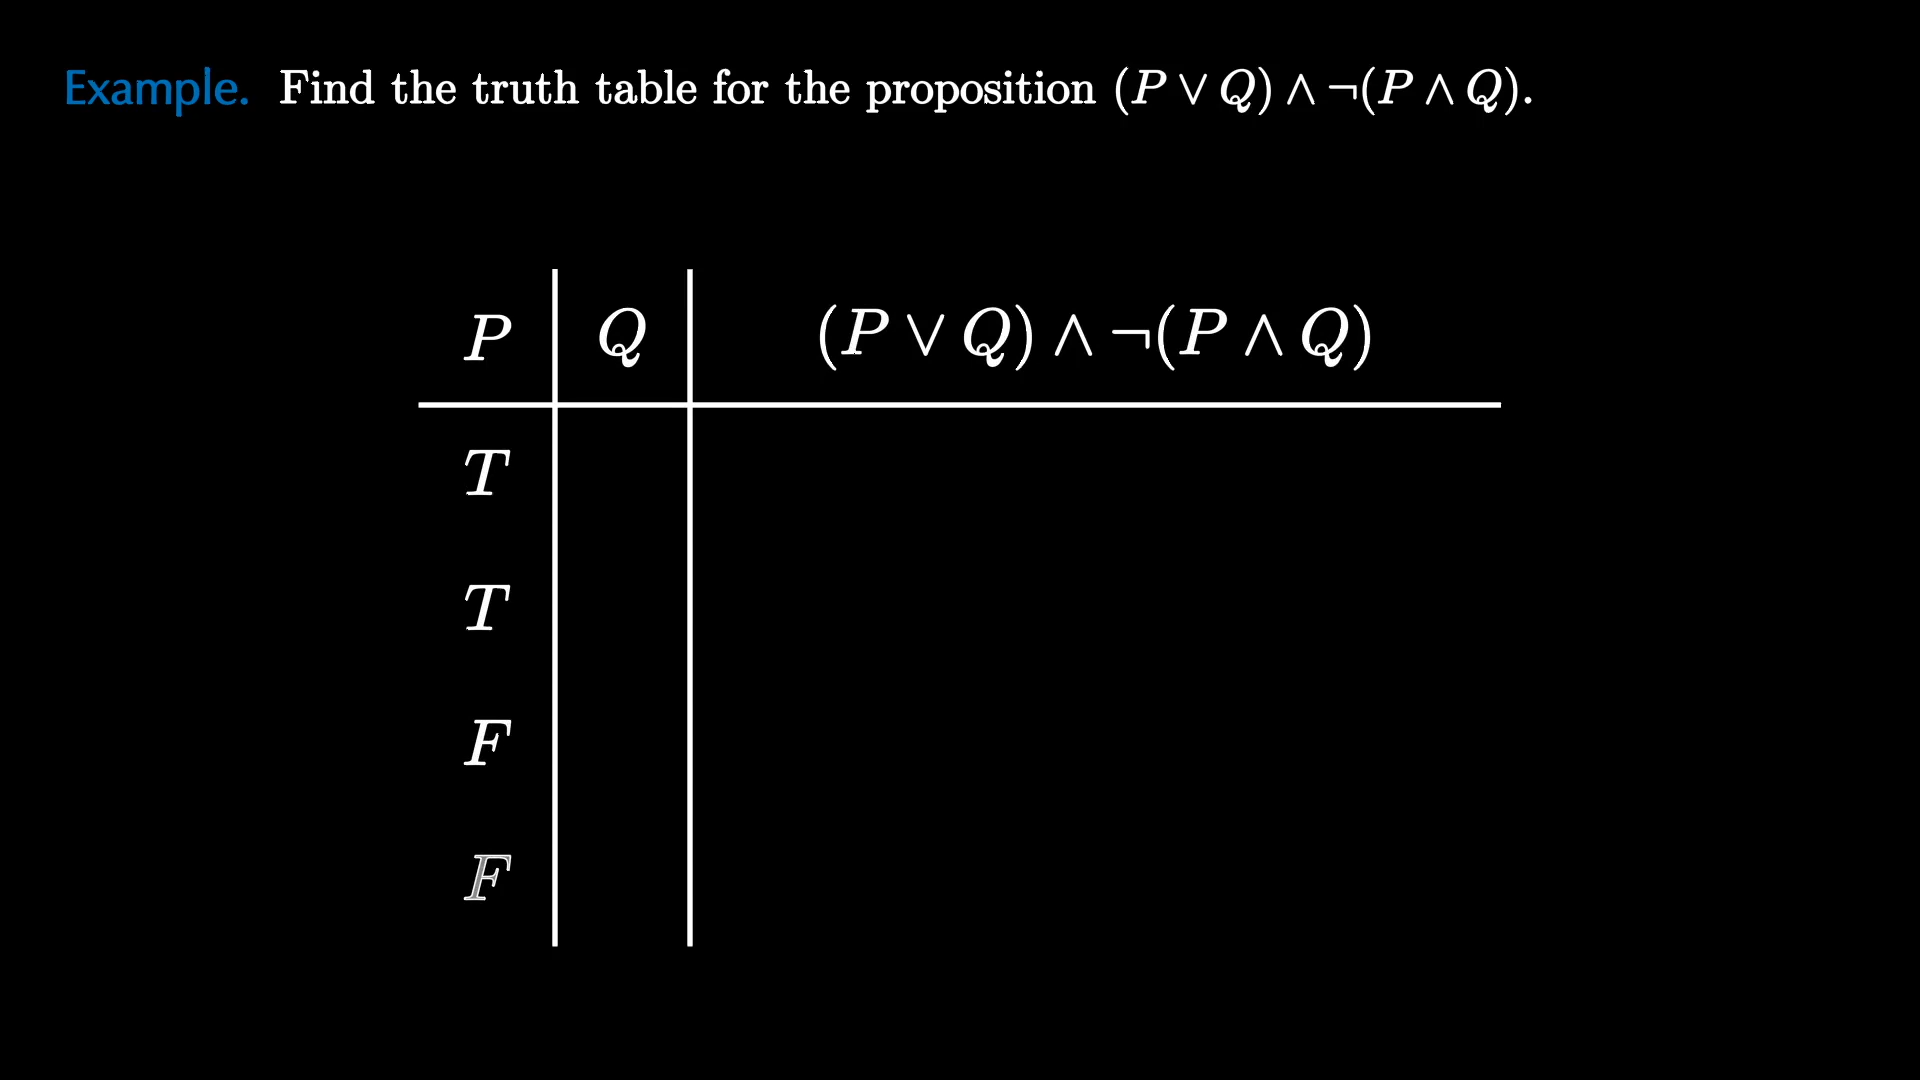 Example. Find the truth table for the proposition (P ∨ Q) ∧ ¬(P ∧ Q).
P Q (P ∨ Q) ∧ ¬(P ∧ Q)
T
T
F
F